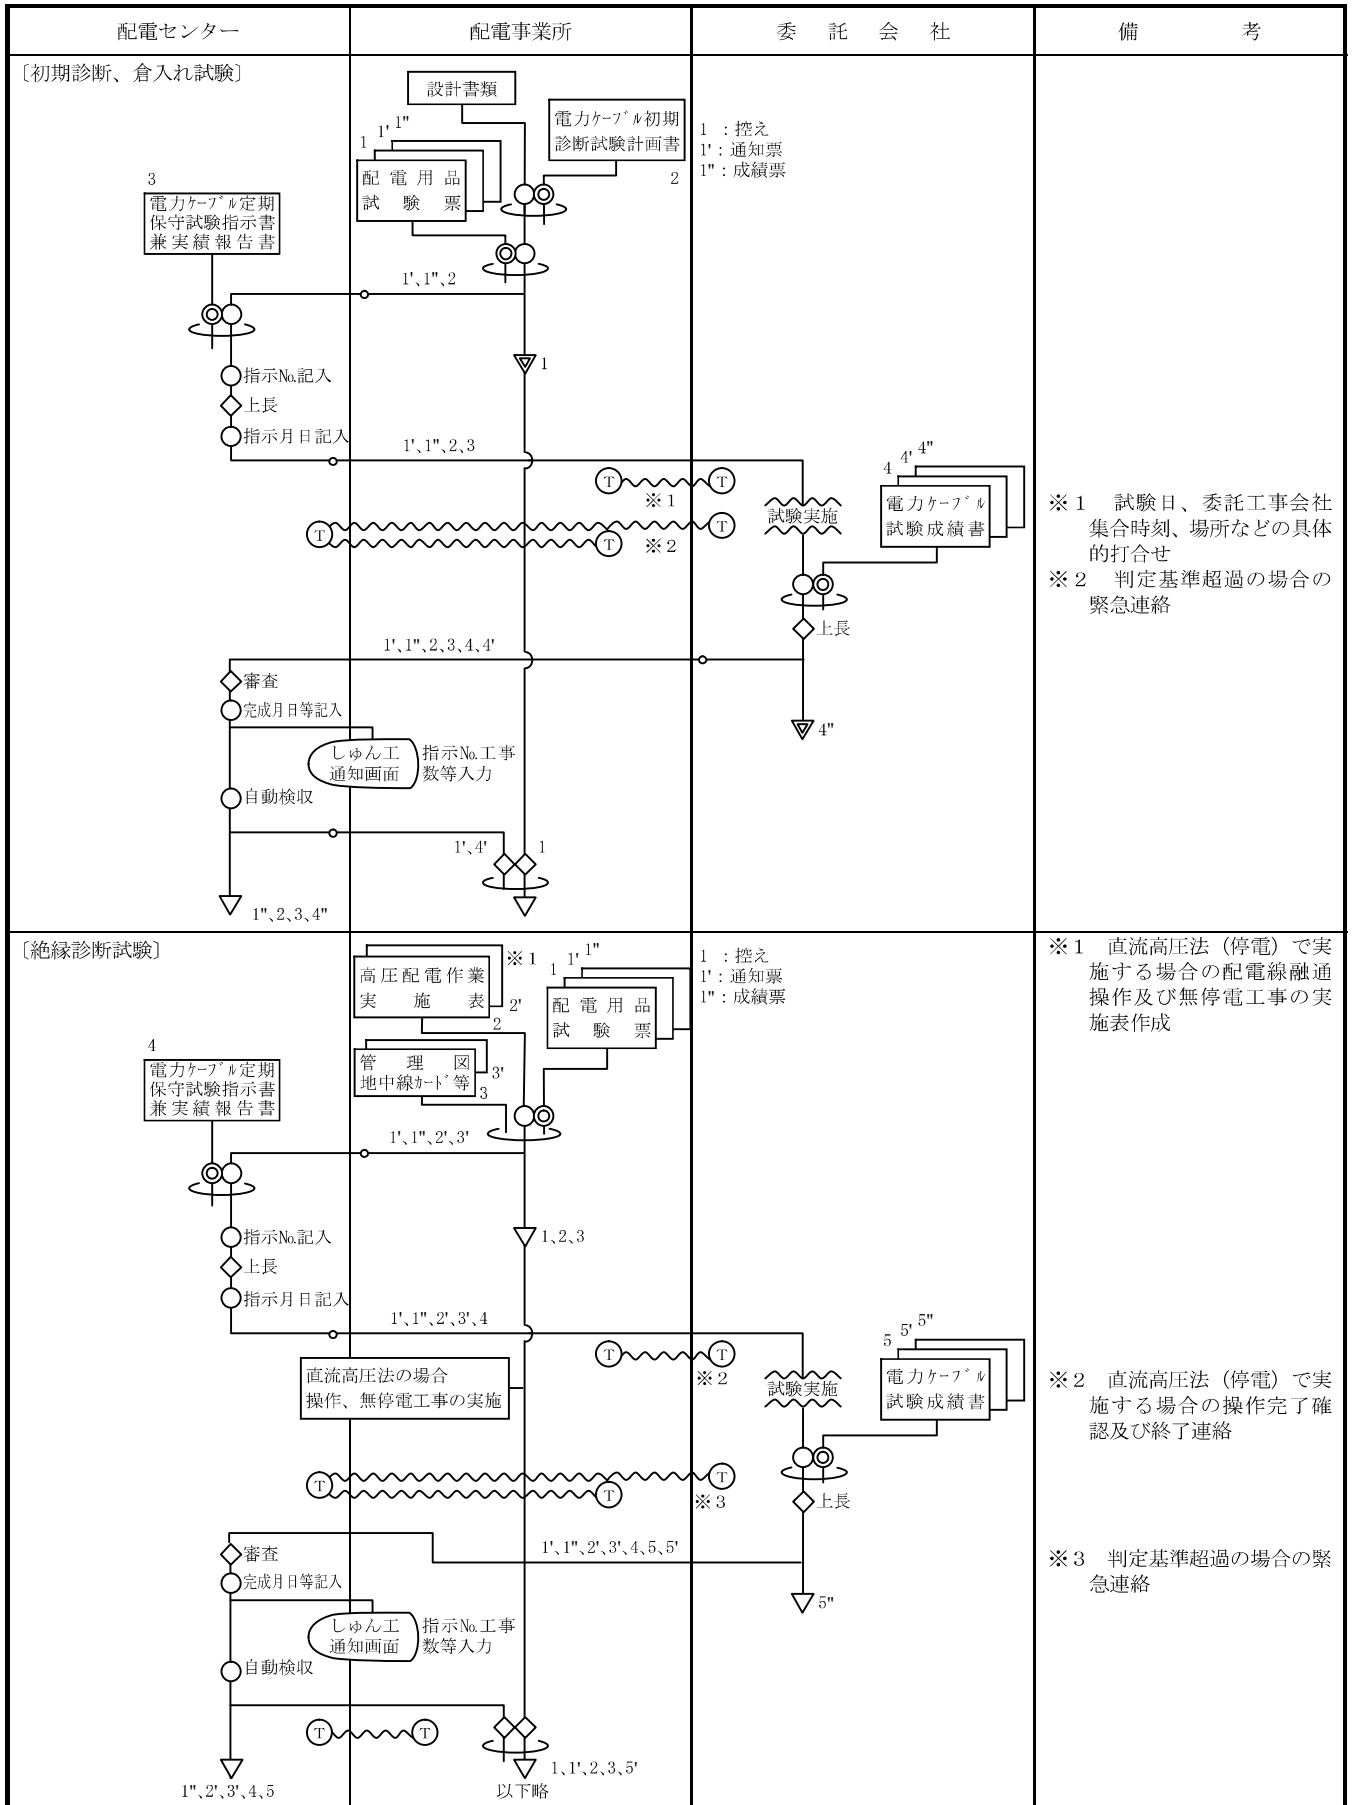 配電センター
配電事業所
委託会社
備考
〔初期診断、倉入れ試験〕
設計書類
電力ｹｰﾌﾞﾙ初期
診断試験計画書
2
1
1'
1"
配電用品
試験票
1 ：控え
1'：通知票
1"：成績票
3
電力ｹｰﾌﾞﾙ定期
保守試験指示書
兼実績報告書
1'、1"、2
1
指示№記入
上長
指示月日記入
1'、1"、2、3
T
T
※1
T
T
T
※2
試験実施
4
4'
4"
電力ｹｰﾌﾞﾙ
試験成績書
※1 試験日、委託工事会社
集合時刻、場所などの具体
的打合せ
※2 判定基準超過の場合の
緊急連絡
上長
1'、1"、2、3、4、4'
審査
完成月日等記入
4"
しゅん工
通知画面
指示№工事
数等入力
自動検収
1'、4'
1
1"、2、3、4"
〔絶縁診断試験〕
高圧配電作業
実施表
※1
2'
2
1
1'
1"
配電用品
試験票
1 ：控え
1'：通知票
1"：成績票
※1 直流高圧法（停電）で実
施する場合の配電線融通
操作及び無停電工事の実
施表作成
管理図
地中線ｶｰﾄﾞ等
3'
3
4
電力ｹｰﾌﾞﾙ定期
保守試験指示書
兼実績報告書
1'、1"、2'、3'
1、2、3
指示№記入
上長
指示月日記入
1'、1"、2'、3'、4
T
T
※2
直流高圧法の場合
操作、無停電工事の実施
試験実施
5
5'
5"
電力ｹｰﾌﾞﾙ
試験成績書
※2 直流高圧法（停電）で実
施する場合の操作完了確
認及び終了連絡
T
T
T
※3
上長
1'、1"、2'、3'、4、5、5'
審査
完成月日等記入
5"
※3 判定基準超過の場合の緊
急連絡
しゅん工
通知画面
指示№工事
数等入力
自動検収
T
T
1"、2'、3'、4、5
1、1'、2、3、5'
以下略